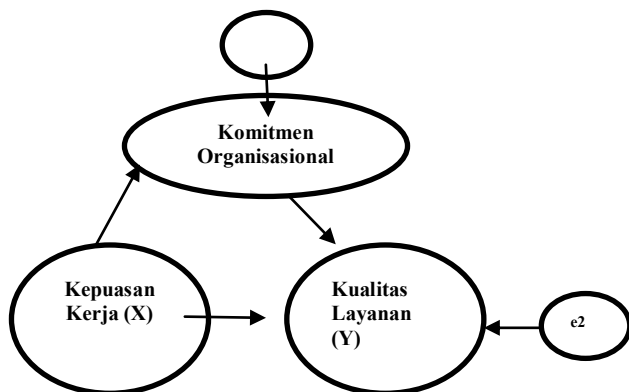 Komitmen
Organisasional
Kepuasan
Kerja (X)
Kualitas
Layanan
(Y)
e2